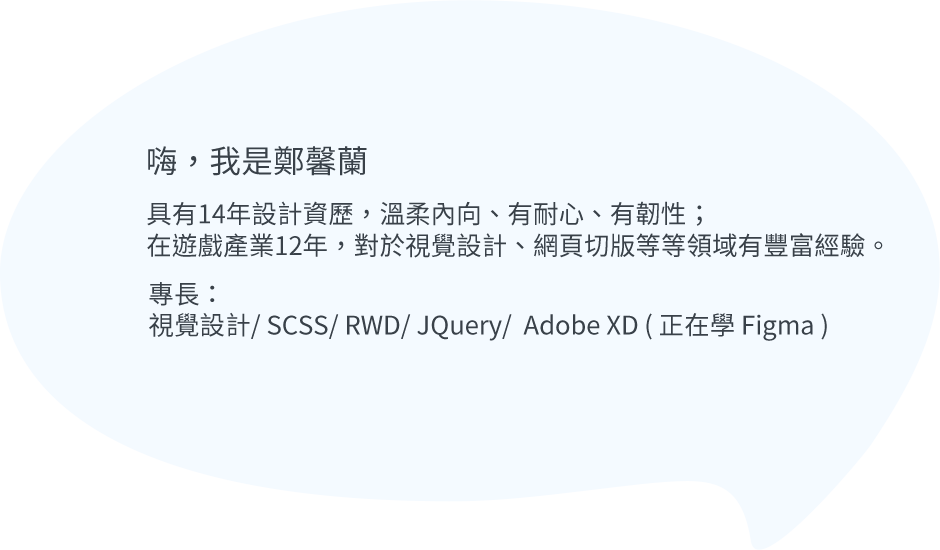 嗨，我是鄭馨蘭
具有14年設計資歷，溫柔內向、有耐心、有韌性；
在遊戲產業12年，對於視覺設計、網頁切版等等領域有豐富經驗。
專長：
視覺設計/ SCSS/ RWD/ JQuery/ Adobe XD ( 正在學 Figma )